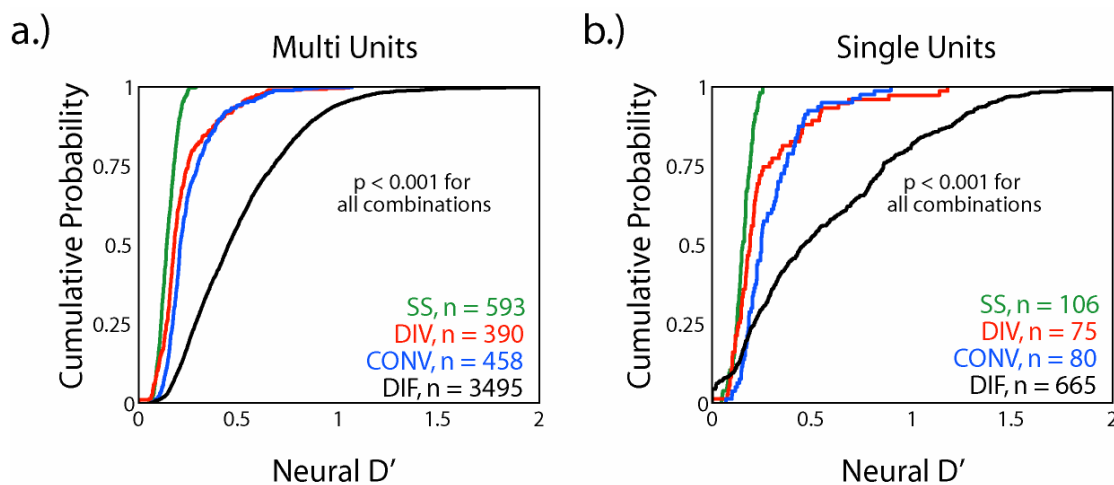 a.)
Multi Units
Cumulative Probability
1
0.75
0.5
0.25
0
p < 0.001 for
all combinations
SS, n = 593
DIV, n = 390
CONV, n = 458
DIF, n = 3495
0
0.5
1
1.5
2
Neural D′
b.)
Single Units
Cumulative Probability
1
0.75
0.5
0.25
0
p < 0.001 for
all combinations
SS, n = 106
DIV, n = 75
CONV, n = 80
DIF, n = 665
0
0.5
1
1.5
2
Neural D′